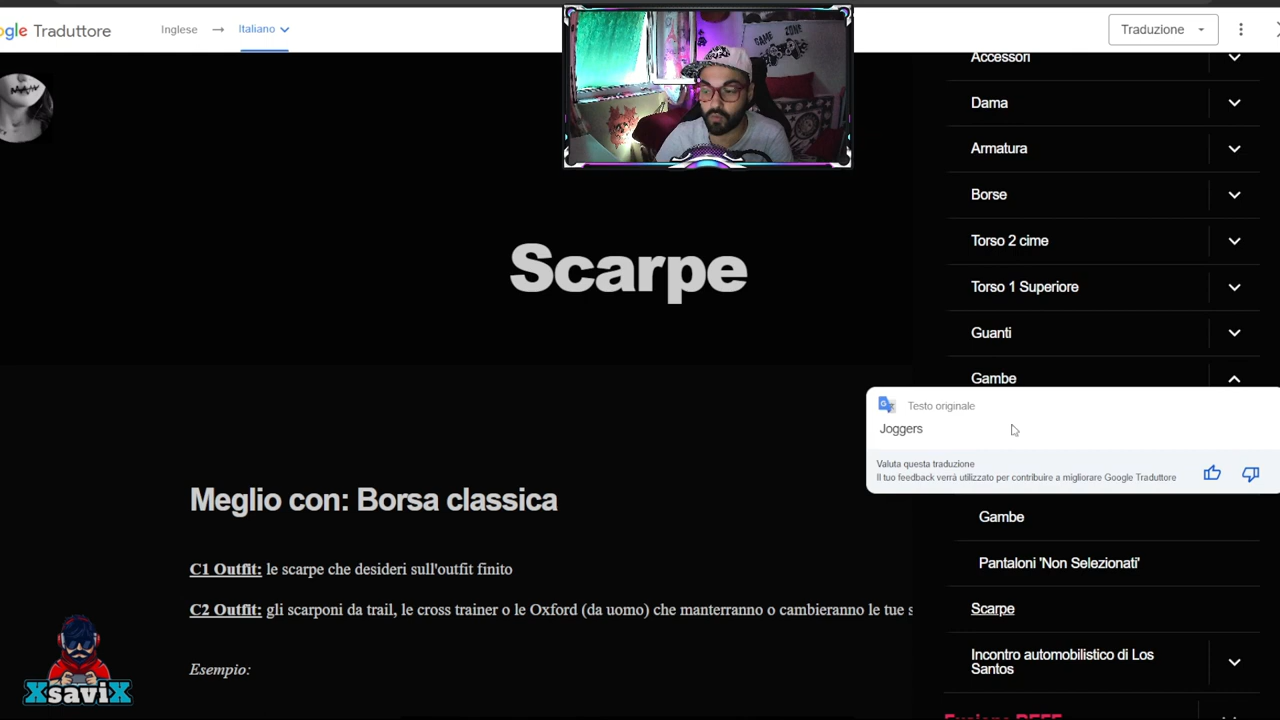 ogle Traduttore
Inglese → Italiano
Traduzione
GAME ZONE
Accessori
Dama
Armatura
Borse
Torso 2 cime
Torso 1 Superiore
Guanti
Gambe
Scarpe
Testo originale
Joggers
Valuta questa traduzione
Il tuo feedback verrà utilizzato per contribuire a migliorare Google Traduttore
Gambe
Pantaloni 'Non Selezionati'
Scarpe
Incontro automobilistico di Los
Santos
Meglio con: Borsa classica
C1 Outfit: le scarpe che desideri sull'outfit finito
C2 Outfit: gli scarponi da trail, le cross trainer o le Oxford (da uomo) che manterranno o cambieranno le tue s
Esempio:
XsaviX